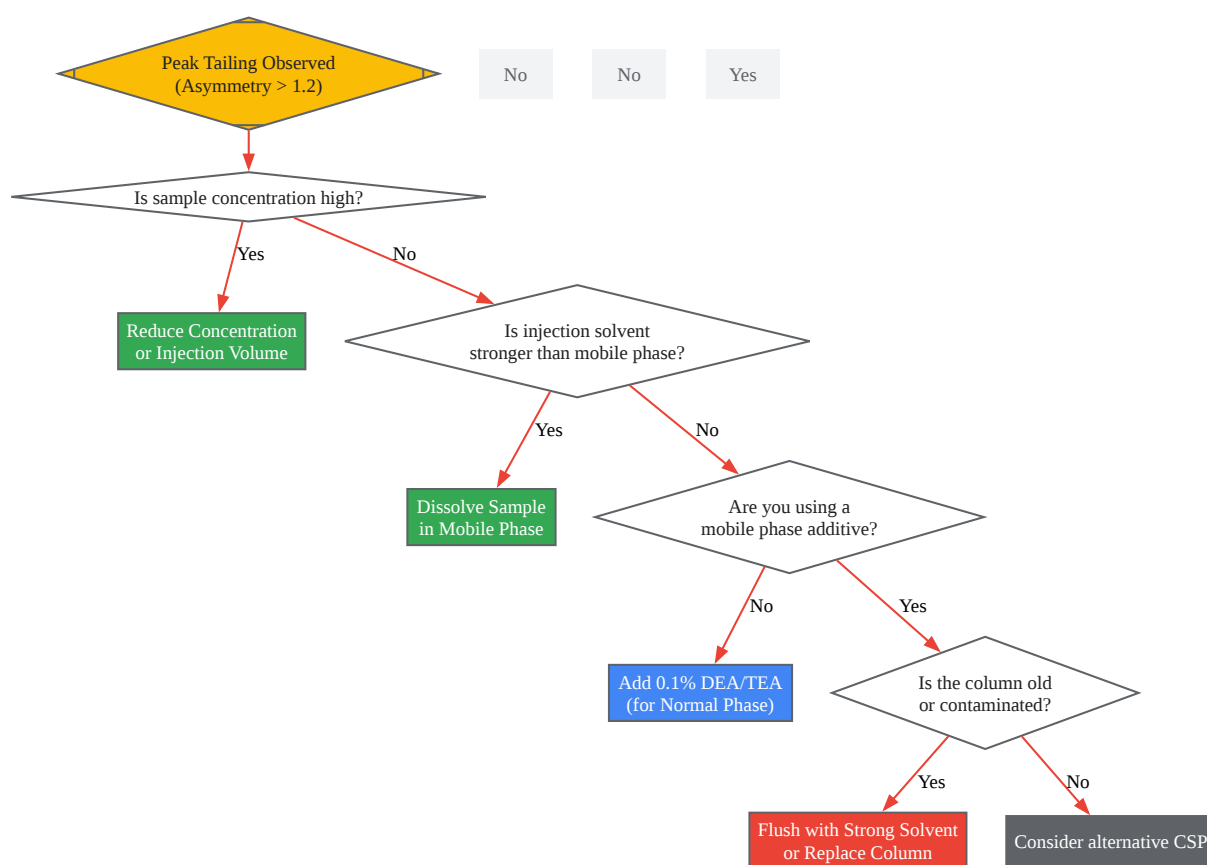 Peak Tailing Observed
(Asymmetry > 1.2)
No
No
Yes
Is sample concentration high?
Yes
No
Reduce Concentration
or Injection Volume
Is injection solvent
stronger than mobile phase?
Yes
No
Dissolve Sample
in Mobile Phase
Are you using a
mobile phase additive?
No
Yes
Add 0.1% DEA/TEA
(for Normal Phase)
Is the column old
or contaminated?
Yes
No
Flush with Strong Solvent
or Replace Column
Consider alternative CSP